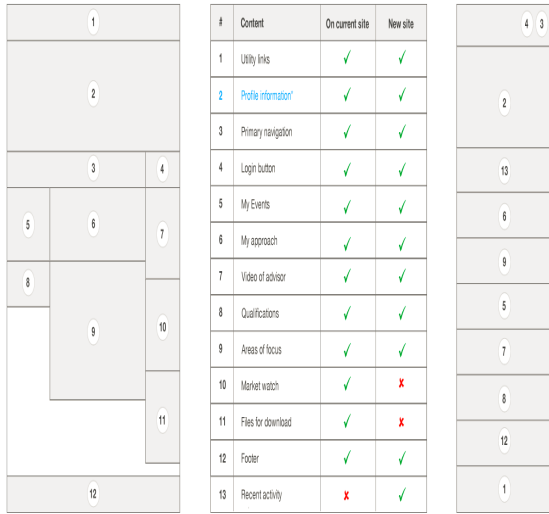 1
2
3 4
5 6 7
8
9 10
11
12
# Content On current site New site
1 Utility links ✓ ✓
2 Profile information* ✓ ✓
3 Primary navigation ✓ ✓
4 Login button ✓ ✓
5 My Events ✓ ✓
6 My approach ✓ ✓
7 Video of advisor ✓ ✓
8 Qualifications ✓ ✓
9 Areas of focus ✓ ✓
10 Market watch ✓ ✗
11 Files for download ✓ ✗
12 Footer ✓ ✓
13 Recent activity ✗ ✓
4 3
2
13
6
9
5
7
8
12
1